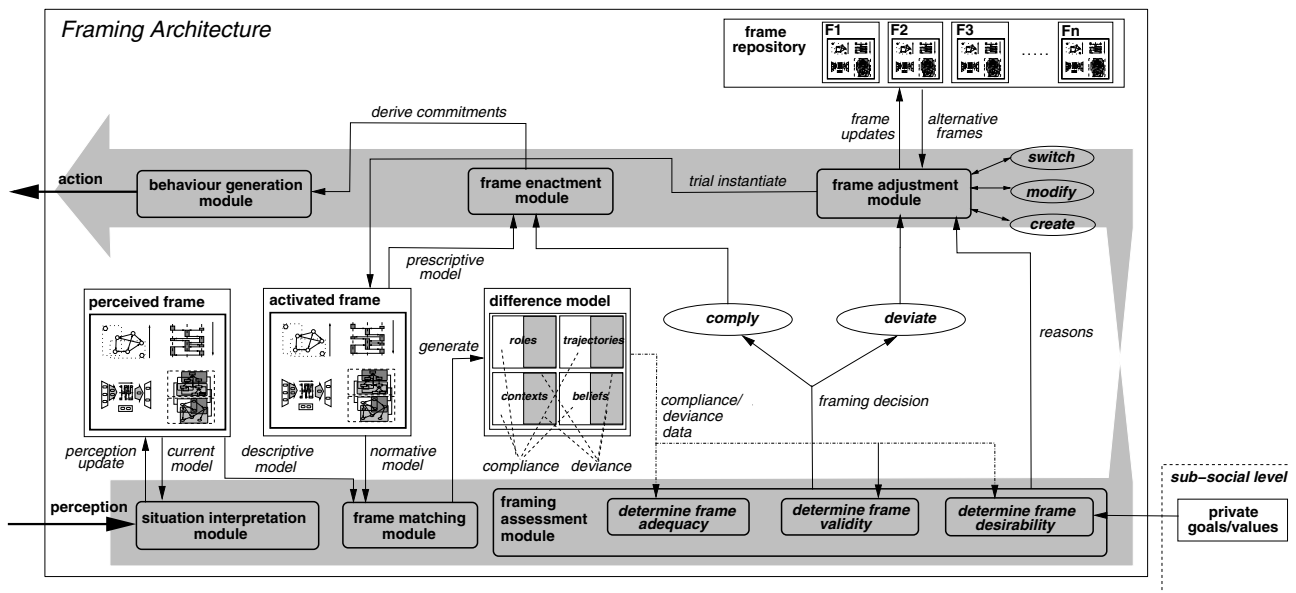 Framing Architecture
frame
repository
F1
F2
F3
.....
Fn
derive commitments
frame
updates
alternative
frames
action
behaviour generation
module
frame enactment
module
trial instantiate
frame adjustment
module
switch
modify
create
prescriptive
model
perceived frame
activated frame
difference model
generate
roles
trajectories
contexts
beliefs
compliance
deviance
comply
deviate
reasons
compliance/
deviance
data
framing decision
perception
update
current
model
descriptive
model
normative
model
perception
situation interpretation
module
frame matching
module
framing
assessment
module
determine frame
adequacy
determine frame
validity
determine frame
desirability
sub-social level
private
goals/values